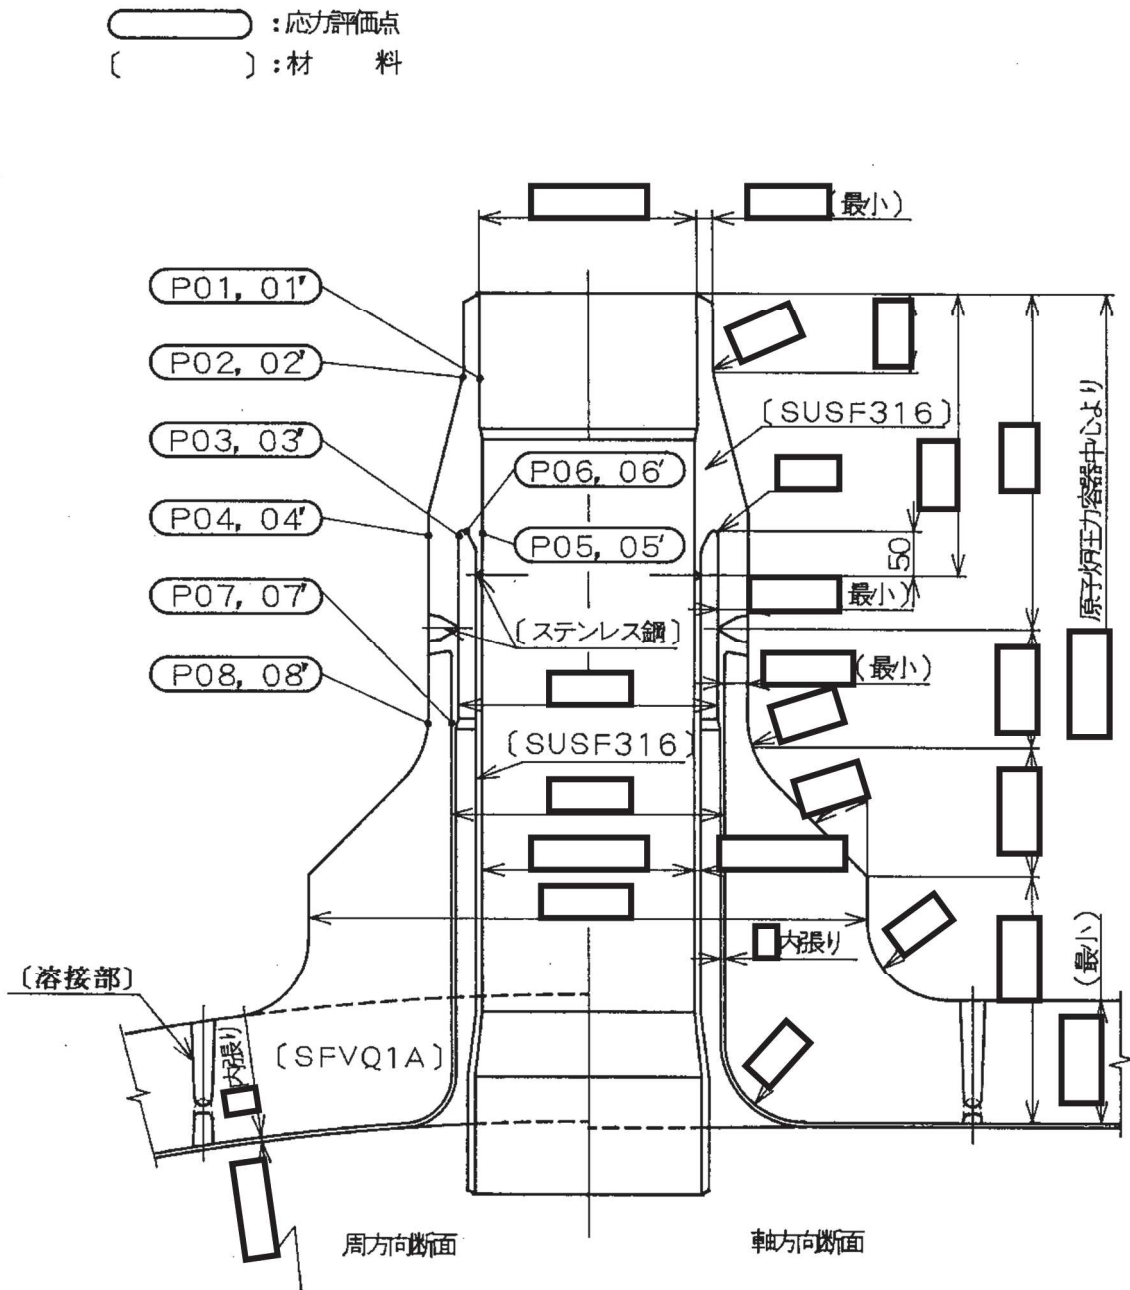 ：応力評価点
〔　　　〕：材　料
（最小）
P01, 01'
P02, 02'
〔SUSF316〕
P03, 03'
P06, 06'
P04, 04'
P05, 05'
50
原子炉圧力容器中心より
P07, 07'
最小）
〔ステンレス鋼〕
P08, 08'
（最小）
〔SUSF316〕
内張り
（最小）
〔溶接部〕
内張り
〔SFVQ1A〕
周方向断面
軸方向断面